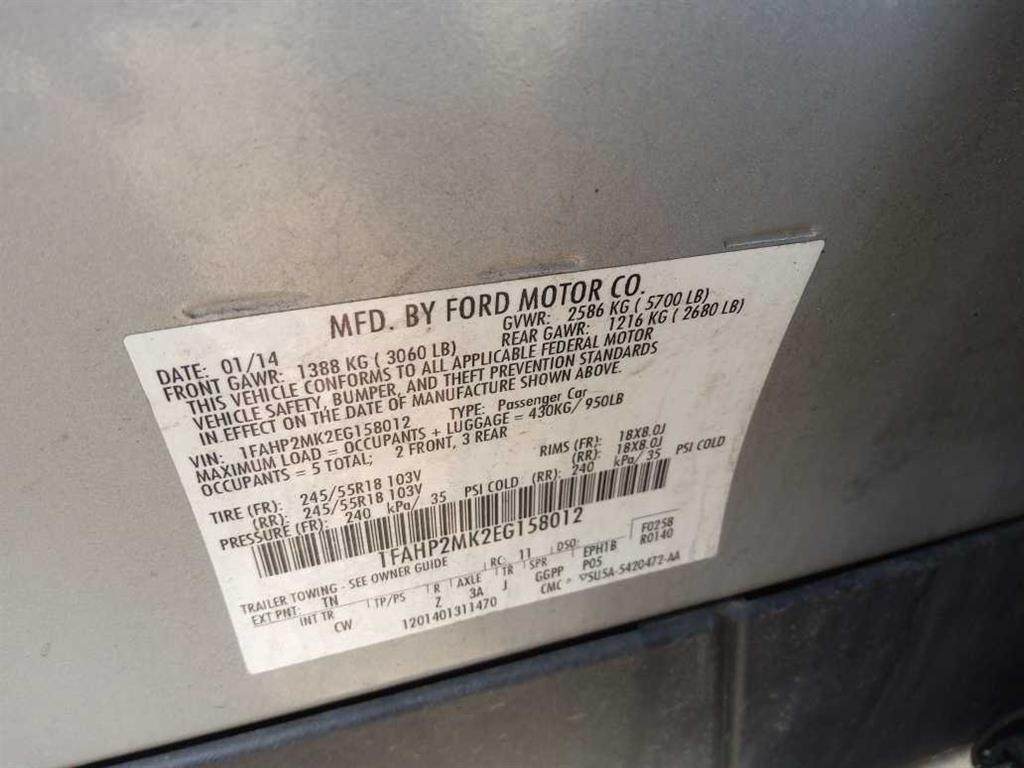 MFD. BY FORD MOTOR CO.
DATE: 01/14 GVWR: 2586 KG ( 5700 LB)
FRONT GAWR: 1388 KG ( 3060 LB) REAR GAWR: 1216 KG ( 2680 LB)
THIS VEHICLE CONFORMS TO ALL APPLICABLE FEDERAL MOTOR
VEHICLE SAFETY, BUMPER, AND THEFT PREVENTION STANDARDS
IN EFFECT ON THE DATE OF MANUFACTURE SHOWN ABOVE.
VIN: 1FAHP2MK2EG158012 TYPE: Passenger Car
MAXIMUM LOAD = OCCUPANTS + LUGGAGE = 430KG/ 950LB
OCCUPANTS = 5 TOTAL; 2 FRONT, 3 REAR
TIRE (FR): 245/55R18 103V RIMS (FR): 18X8.0J
(RR): 245/55R18 103V (RR): 18X8.0J
PRESSURE (FR): 240 kPa/ 35 PSI COLD (RR): 240 kPa/ 35 PSI COLD
1FAHP2MK2EG158012
F0258
R0140
TRAILER TOWING - SEE OWNER GUIDE RC: 11 DSO:
EXT PNT: TN TP/PS R AXLE TR SPR EPH1B
INT TR CW Z 3A J GGPP P05
1201401311470 CMC 5U5A-5420472-AA